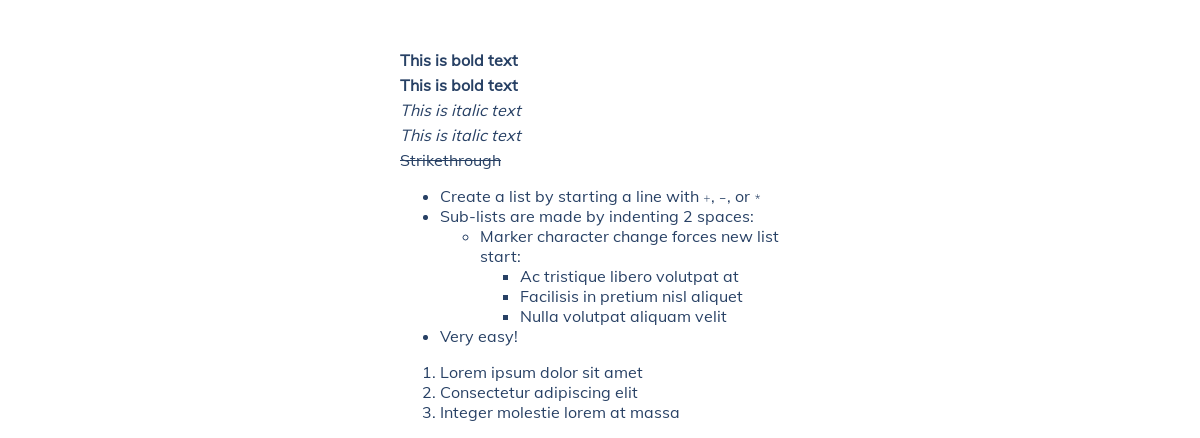 This is bold text
This is bold text
This is italic text
This is italic text
Strikethrough
Create a list by starting a line with +, -, or *
Sub-lists are made by indenting 2 spaces:
Marker character change forces new list
start:
Ac tristique libero volutpat at
Facilisis in pretium nisl aliquet
Nulla volutpat aliquam velit
Very easy!
1. Lorem ipsum dolor sit amet
2. Consectetur adipiscing elit
3. Integer molestie lorem at massa